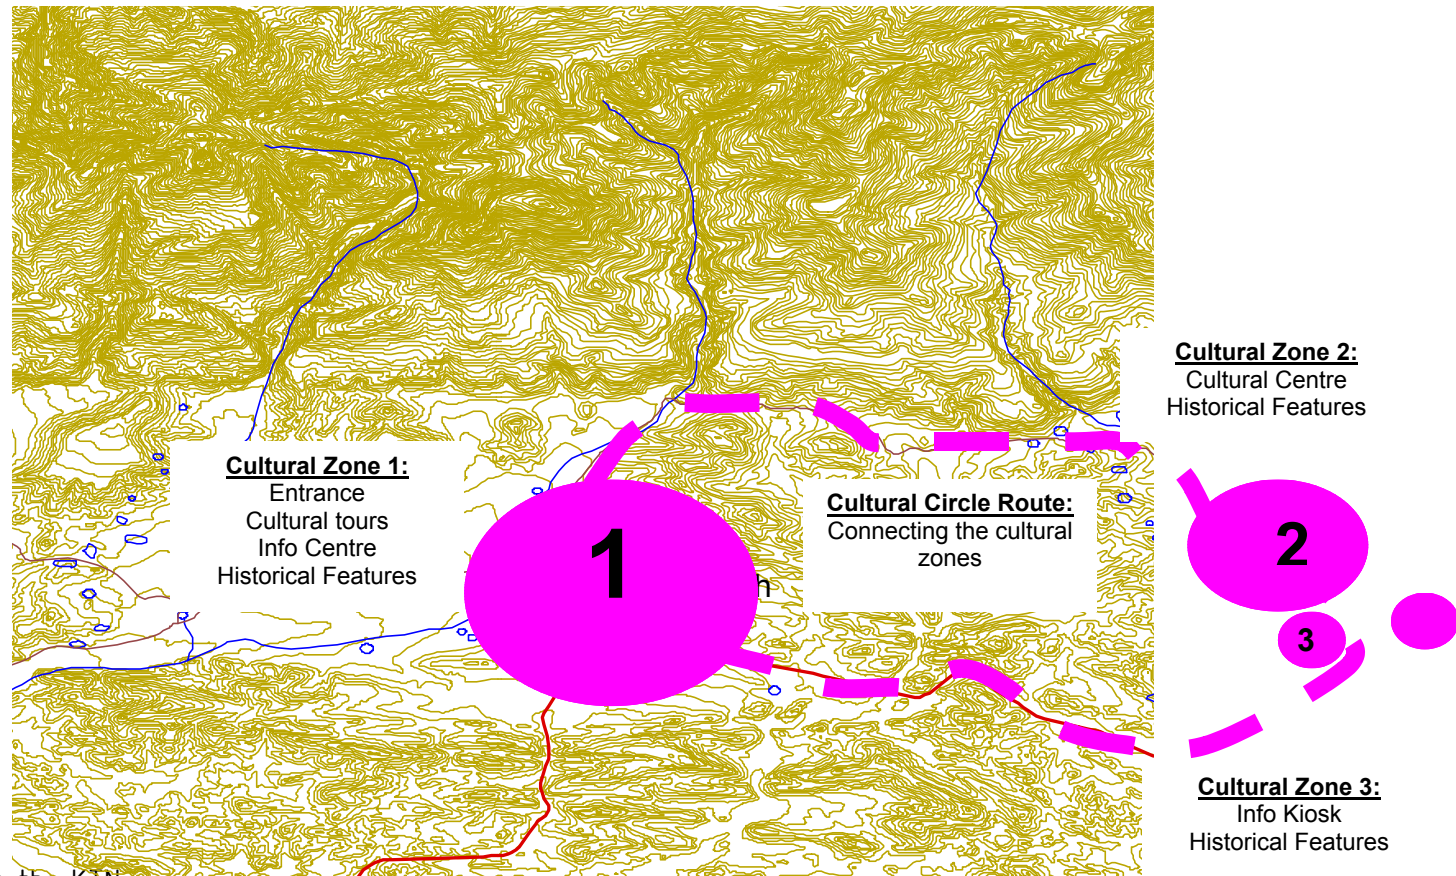 Cultural Zone 2:
Cultural Centre
Historical Features
Cultural Zone 1:
Entrance
Cultural tours
Info Centre
Historical Features
Cultural Circle Route:
Connecting the cultural
zones
1
h
2
3
Cultural Zone 3:
Info Kiosk
Historical Features